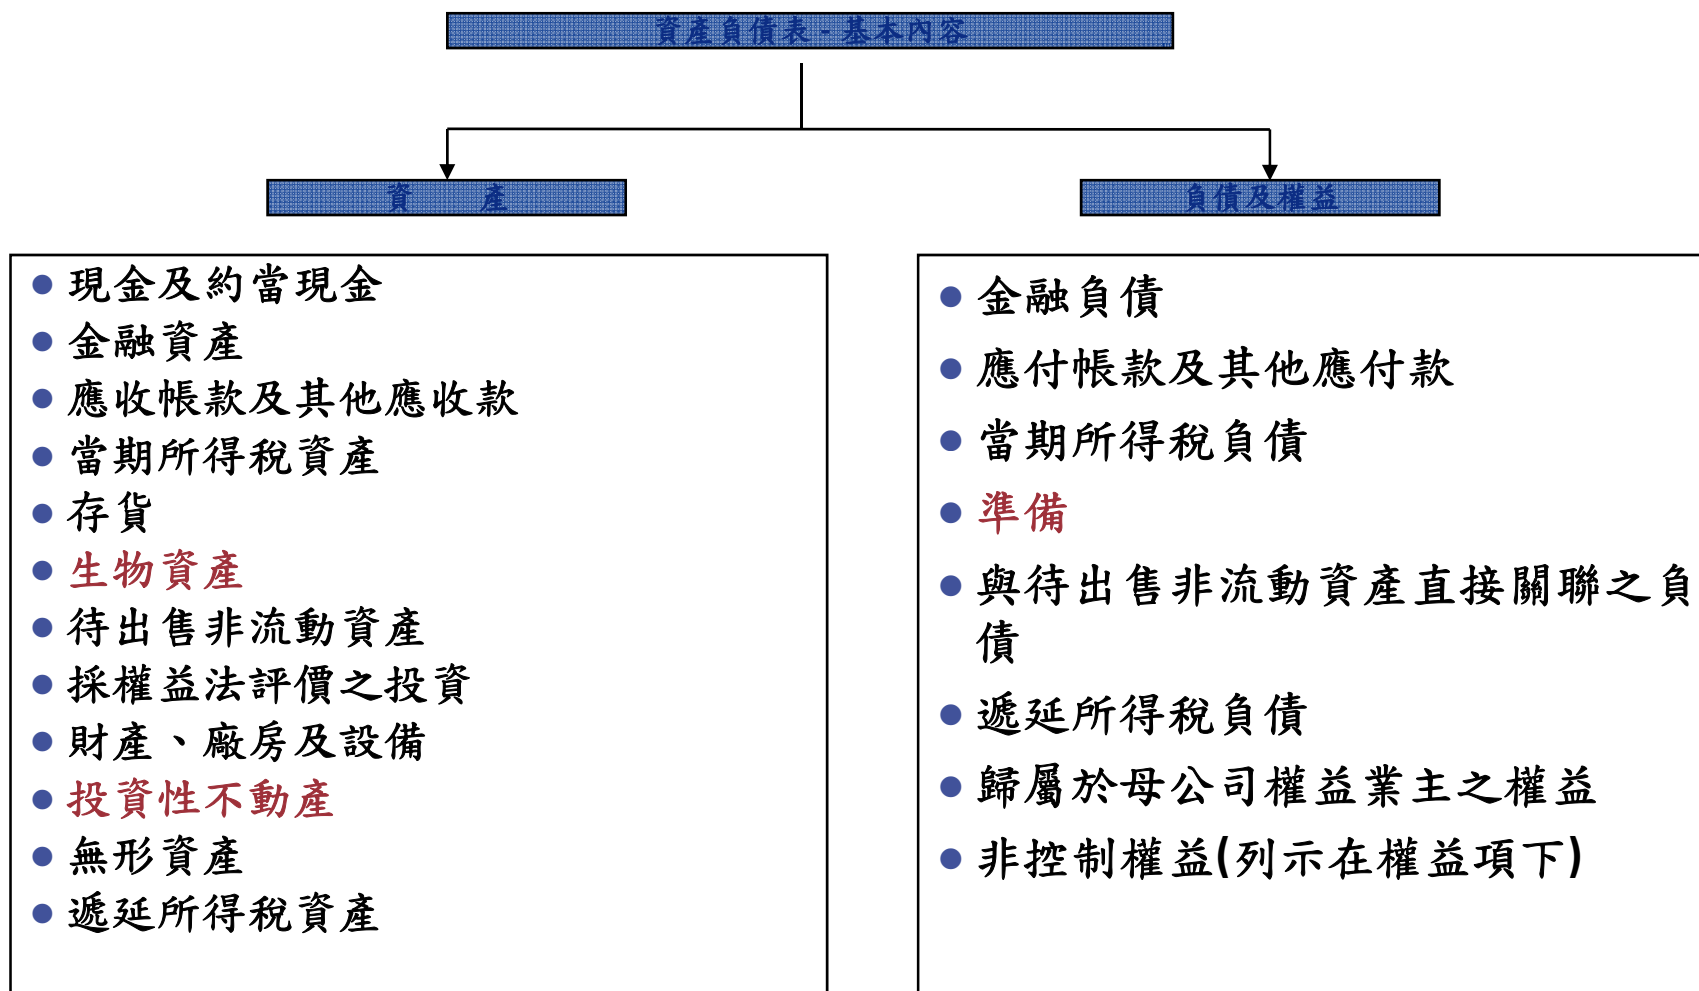 資產負債表-基本內容
資 產
負債及權益
現金及約當現金
金融資產
應收帳款及其他應收款
當期所得稅資產
存貨
生物資產
待出售非流動資產
採權益法評價之投資
財產、廠房及設備
投資性不動產
無形資產
遞延所得稅資產
金融負債
應付帳款及其他應付款
當期所得稅負債
準備
與待出售非流動資產直接關聯之負
債
遞延所得稅負債
歸屬於母公司權益業主之權益
非控制權益(列示在權益項下)